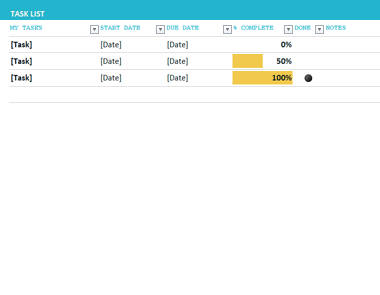 TASK LIST
MY TASKS START DATE DUE DATE % COMPLETE DONE NOTES
[Task] [Date] [Date] 0%
[Task] [Date] [Date] 50%
[Task] [Date] [Date] 100%